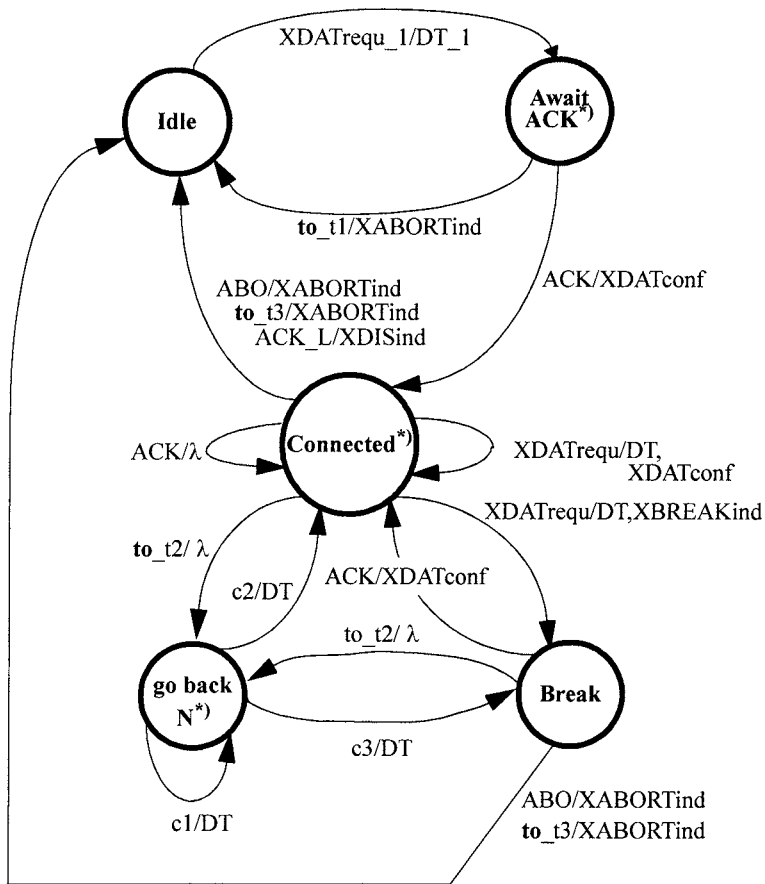 XDATrequ_1/DT_1
Idle
Await
ACK*)
to_t1/XABORTind
ACK/XDATconf
ABO/XABORTind
to_t3/XABORTind
ACK_L/XDISind
ACK/λ
Connected*)
XDATrequ/DT,
XDATconf
XDATrequ/DT,XBREAKind
to_t2/ λ
c2/DT
ACK/XDATconf
to_t2/ λ
go back
N*)
Break
c3/DT
c1/DT
ABO/XABORTind
to_t3/XABORTind